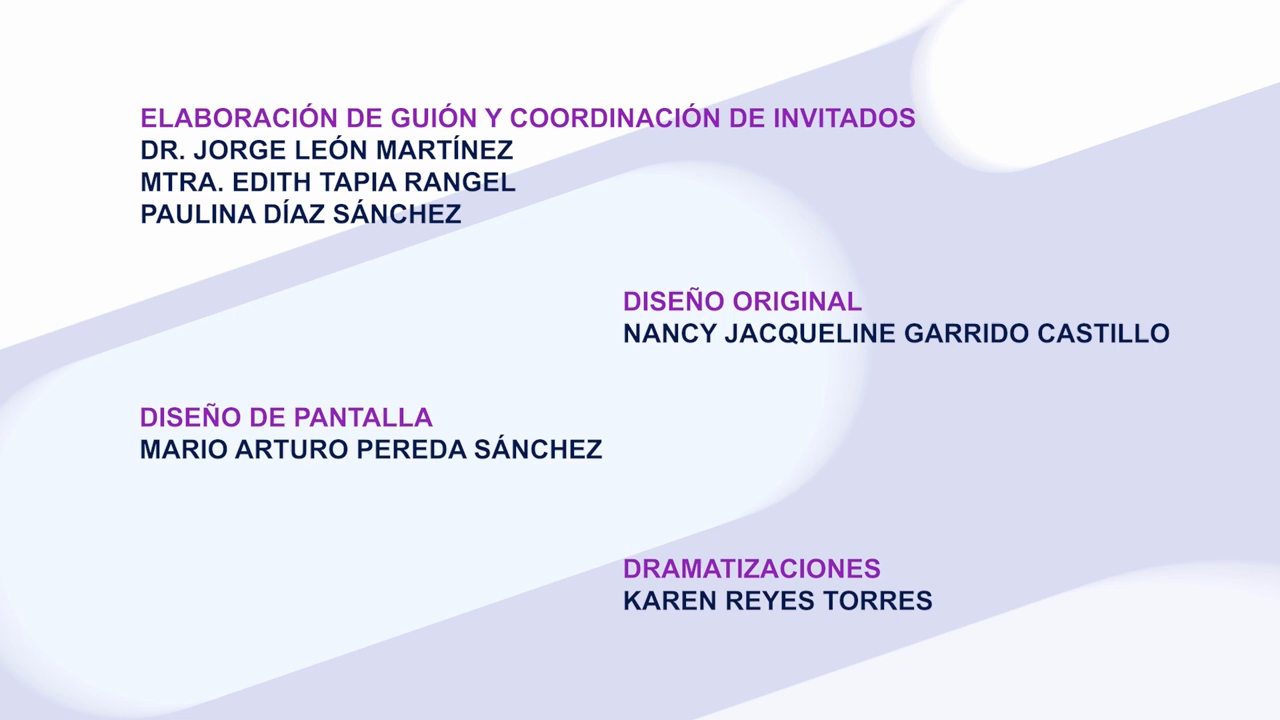 ELABORACIÓN DE GUIÓN Y COORDINACIÓN DE INVITADOS
DR. JORGE LEÓN MARTÍNEZ
MTRA. EDITH TAPIA RANGEL
PAULINA DÍAZ SÁNCHEZ
DISEÑO ORIGINAL
NANCY JACQUELINE GARRIDO CASTILLO
DISEÑO DE PANTALLA
MARIO ARTURO PEREDA SÁNCHEZ
DRAMATIZACIONES
KAREN REYES TORRES